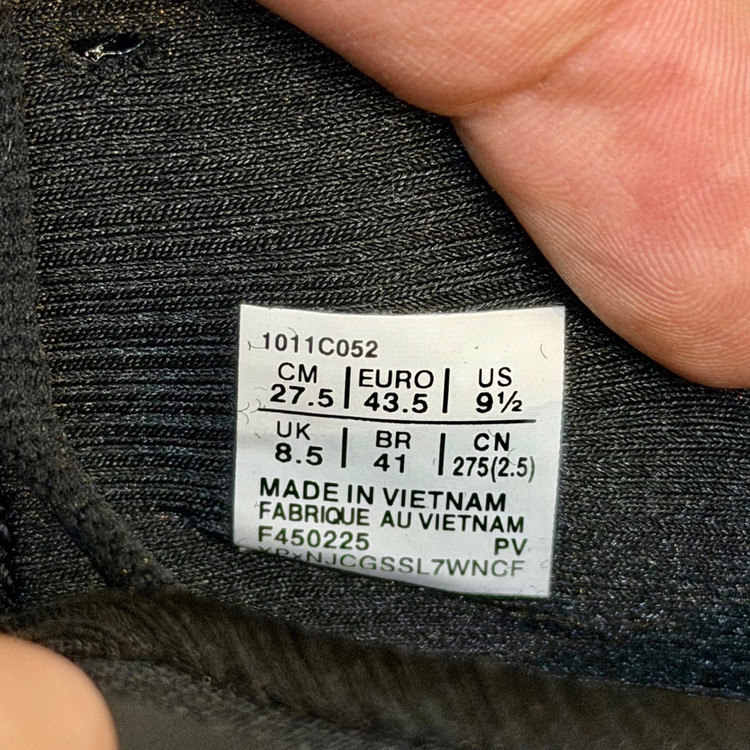 1011C052
CM | EURO | US
27.5 | 43.5 | 9½
UK | BR | CN
8.5 | 41 | 275(2.5)
MADE IN VIETNAM
FABRIQUE AU VIETNAM
F450225 PV